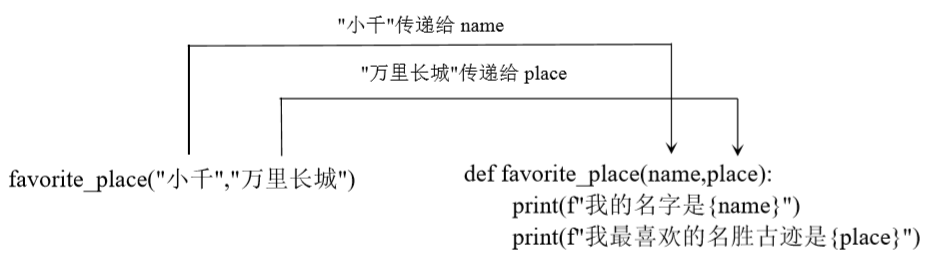 "小千"传递给 name
"万里长城"传递给 place
favorite_place("小千","万里长城")
def favorite_place(name,place):
print(f"我的名字是{name}")
print(f"我最喜欢的名胜古迹是{place}")